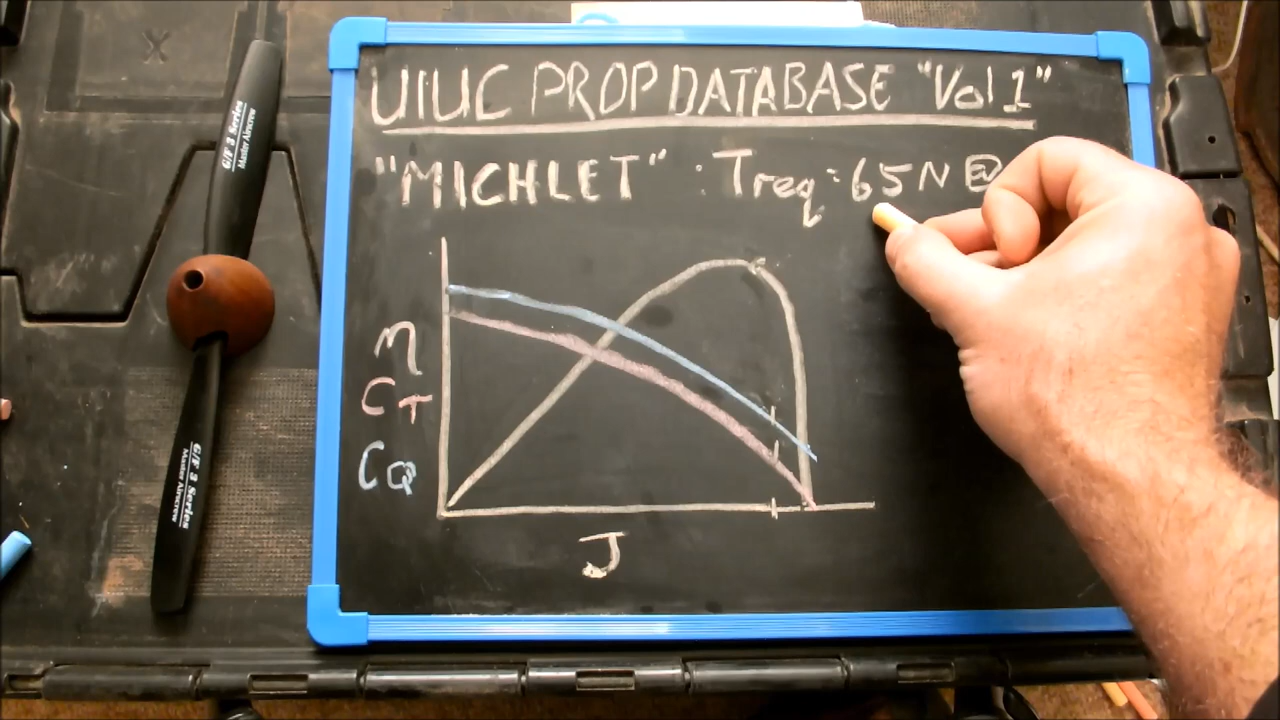 UIUC PROP DATABASE "Vol 1"
"MICHLET" : Treq = 65N @
η
CT
CQ
J
G/F 3 Series
Master Airscrew
G/F 3 Series
Master Airscrew